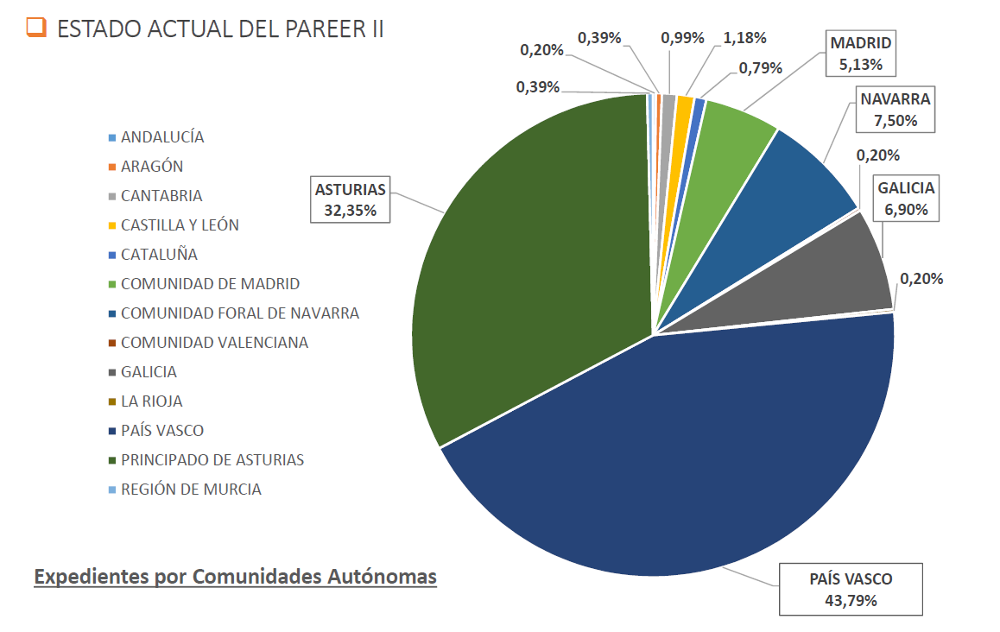 ESTADO ACTUAL DEL PAREER II
0,39%
0,20%
0,39%
0,99%
1,18%
0,79%
MADRID
5,13%
NAVARRA
7,50%
0,20%
GALICIA
6,90%
0,20%
ASTURIAS
32,35%
PAÍS VASCO
43,79%
ANDALUCÍA
ARAGÓN
CANTABRIA
CASTILLA Y LEÓN
CATALUÑA
COMUNIDAD DE MADRID
COMUNIDAD FORAL DE NAVARRA
COMUNIDAD VALENCIANA
GALICIA
LA RIOJA
PAÍS VASCO
PRINCIPADO DE ASTURIAS
REGIÓN DE MURCIA
Expedientes por Comunidades Autónomas